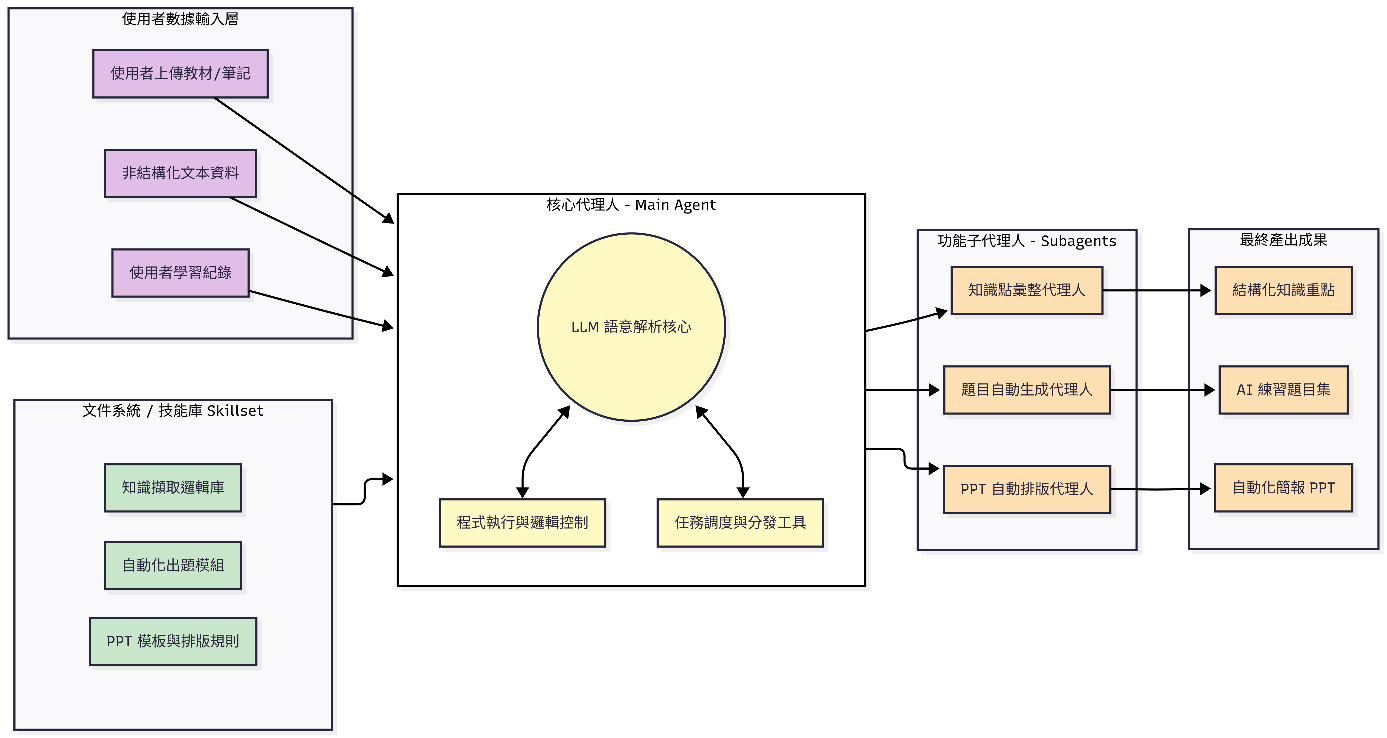 使用者數據輸入層
使用者上傳教材/筆記
非結構化文本資料
使用者學習紀錄
文件系統 / 技能庫 Skillset
知識擷取邏輯庫
自動化出題模組
PPT 模板與排版規則
核心代理人 - Main Agent
LLM 語意解析核心
程式執行與邏輯控制
任務調度與分發工具
功能子代理人 - Subagents
知識點彙整代理人
題目自動生成代理人
PPT 自動排版代理人
最終產出成果
結構化知識重點
AI 練習題目集
自動化簡報 PPT